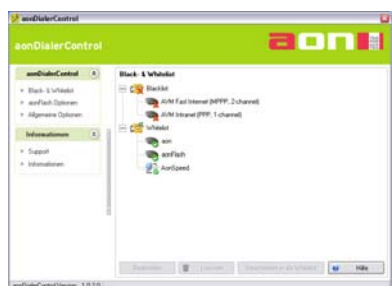 aonDialerControl
aonDialerControl
aon
aonDialerControl
Black- & Whitelist
aonFlash Optionen
Allgemeine Optionen
Informationen
Support
Informationen
Black- & Whitelist
Blacklist
AVM Fast Internet (MPPP, 2-channel)
AVM Intranet (PPP, 1-channel)
Whitelist
aon
aonFlash
AonSpeed
Hilfe